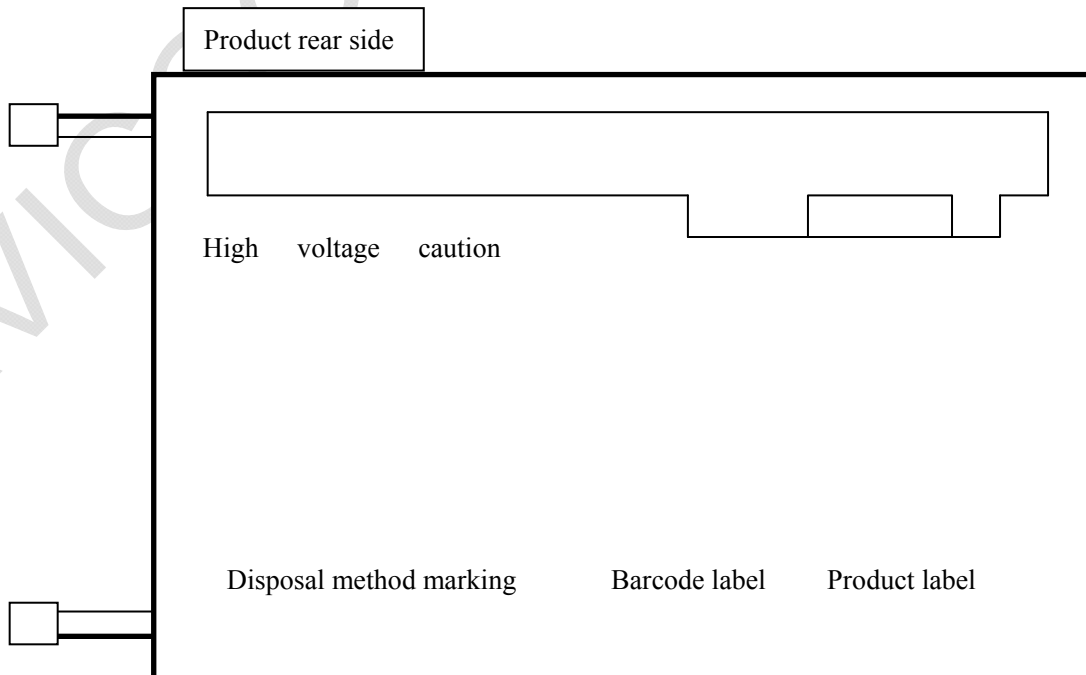 Product rear side
High voltage caution
Disposal method marking Barcode label Product label